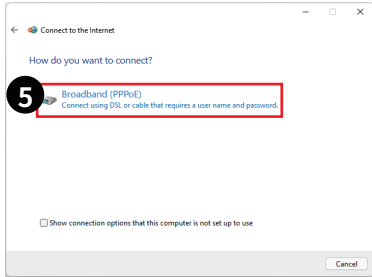 Connect to the Internet
How do you want to connect?
5
Broadband (PPPoE)
Connect using DSL or cable that requires a user name and password.
Show connection options that this computer is not set up to use
Cancel